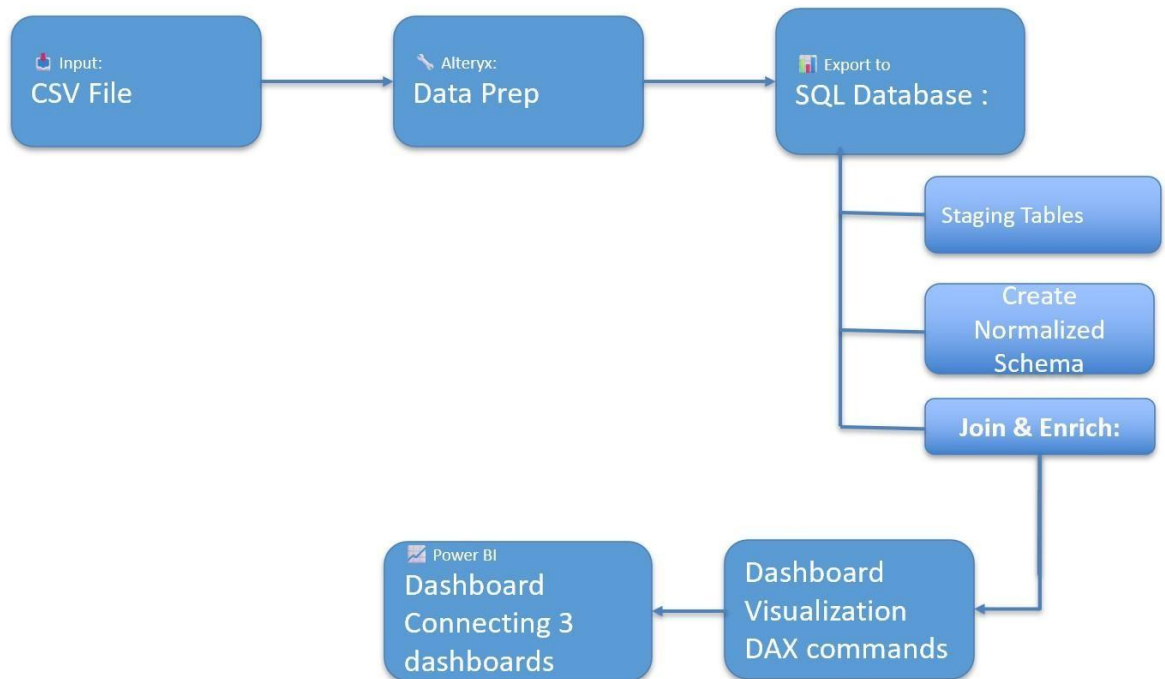 Input:
CSV File
Alteryx:
Data Prep
Export to
SQL Database :
Staging Tables
Create
Normalized
Schema
Join & Enrich:
Power BI
Dashboard
Connecting 3
dashboards
Dashboard
Visualization
DAX commands